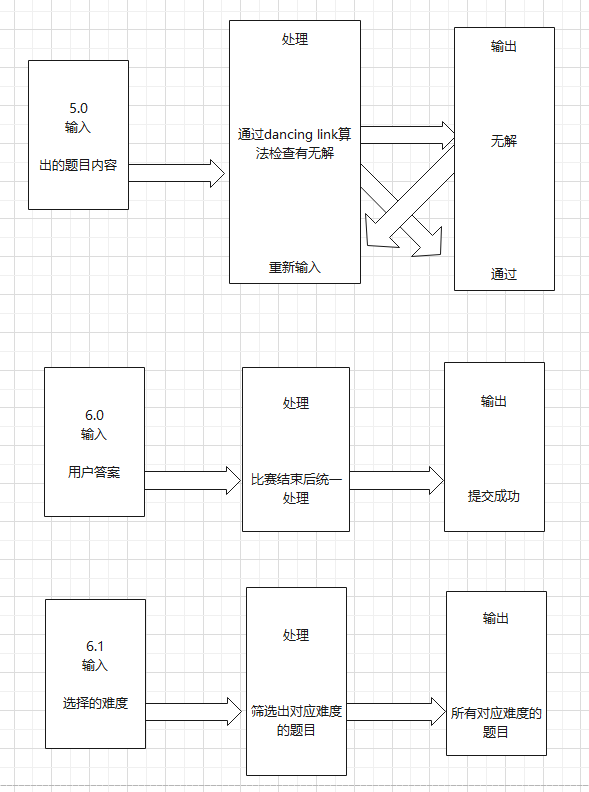 5.0
输入
出的题目内容
处理
通过dancing link算
法检查有无解
重新输入
输出
无解
通过
6.0
输入
用户答案
处理
比赛结束后统一
处理
输出
提交成功
6.1
输入
选择的难度
处理
筛选出对应难度
的题目
输出
所有对应难度的
题目